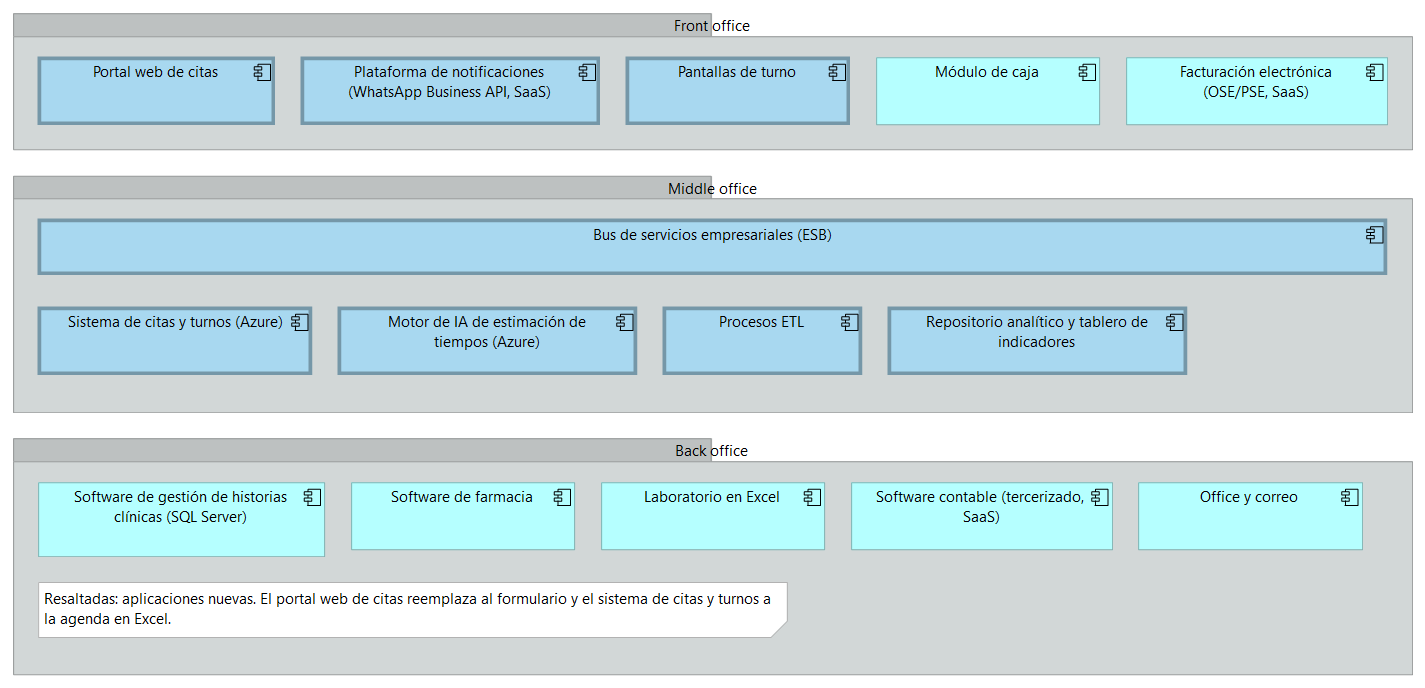 Front office
Portal web de citas
Plataforma de notificaciones
(WhatsApp Business API, SaaS)
Pantallas de turno
Módulo de caja
Facturación electrónica
(OSE/PSE, SaaS)
Middle office
Bus de servicios empresariales (ESB)
Sistema de citas y turnos (Azure)
Motor de IA de estimación de
tiempos (Azure)
Procesos ETL
Repositorio analítico y tablero de
indicadores
Back office
Software de gestión de historias
clínicas (SQL Server)
Software de farmacia
Laboratorio en Excel
Software contable (tercerizado,
SaaS)
Office y correo
Resaltadas: aplicaciones nuevas. El portal web de citas reemplaza al formulario y el sistema de citas y turnos a
la agenda en Excel.